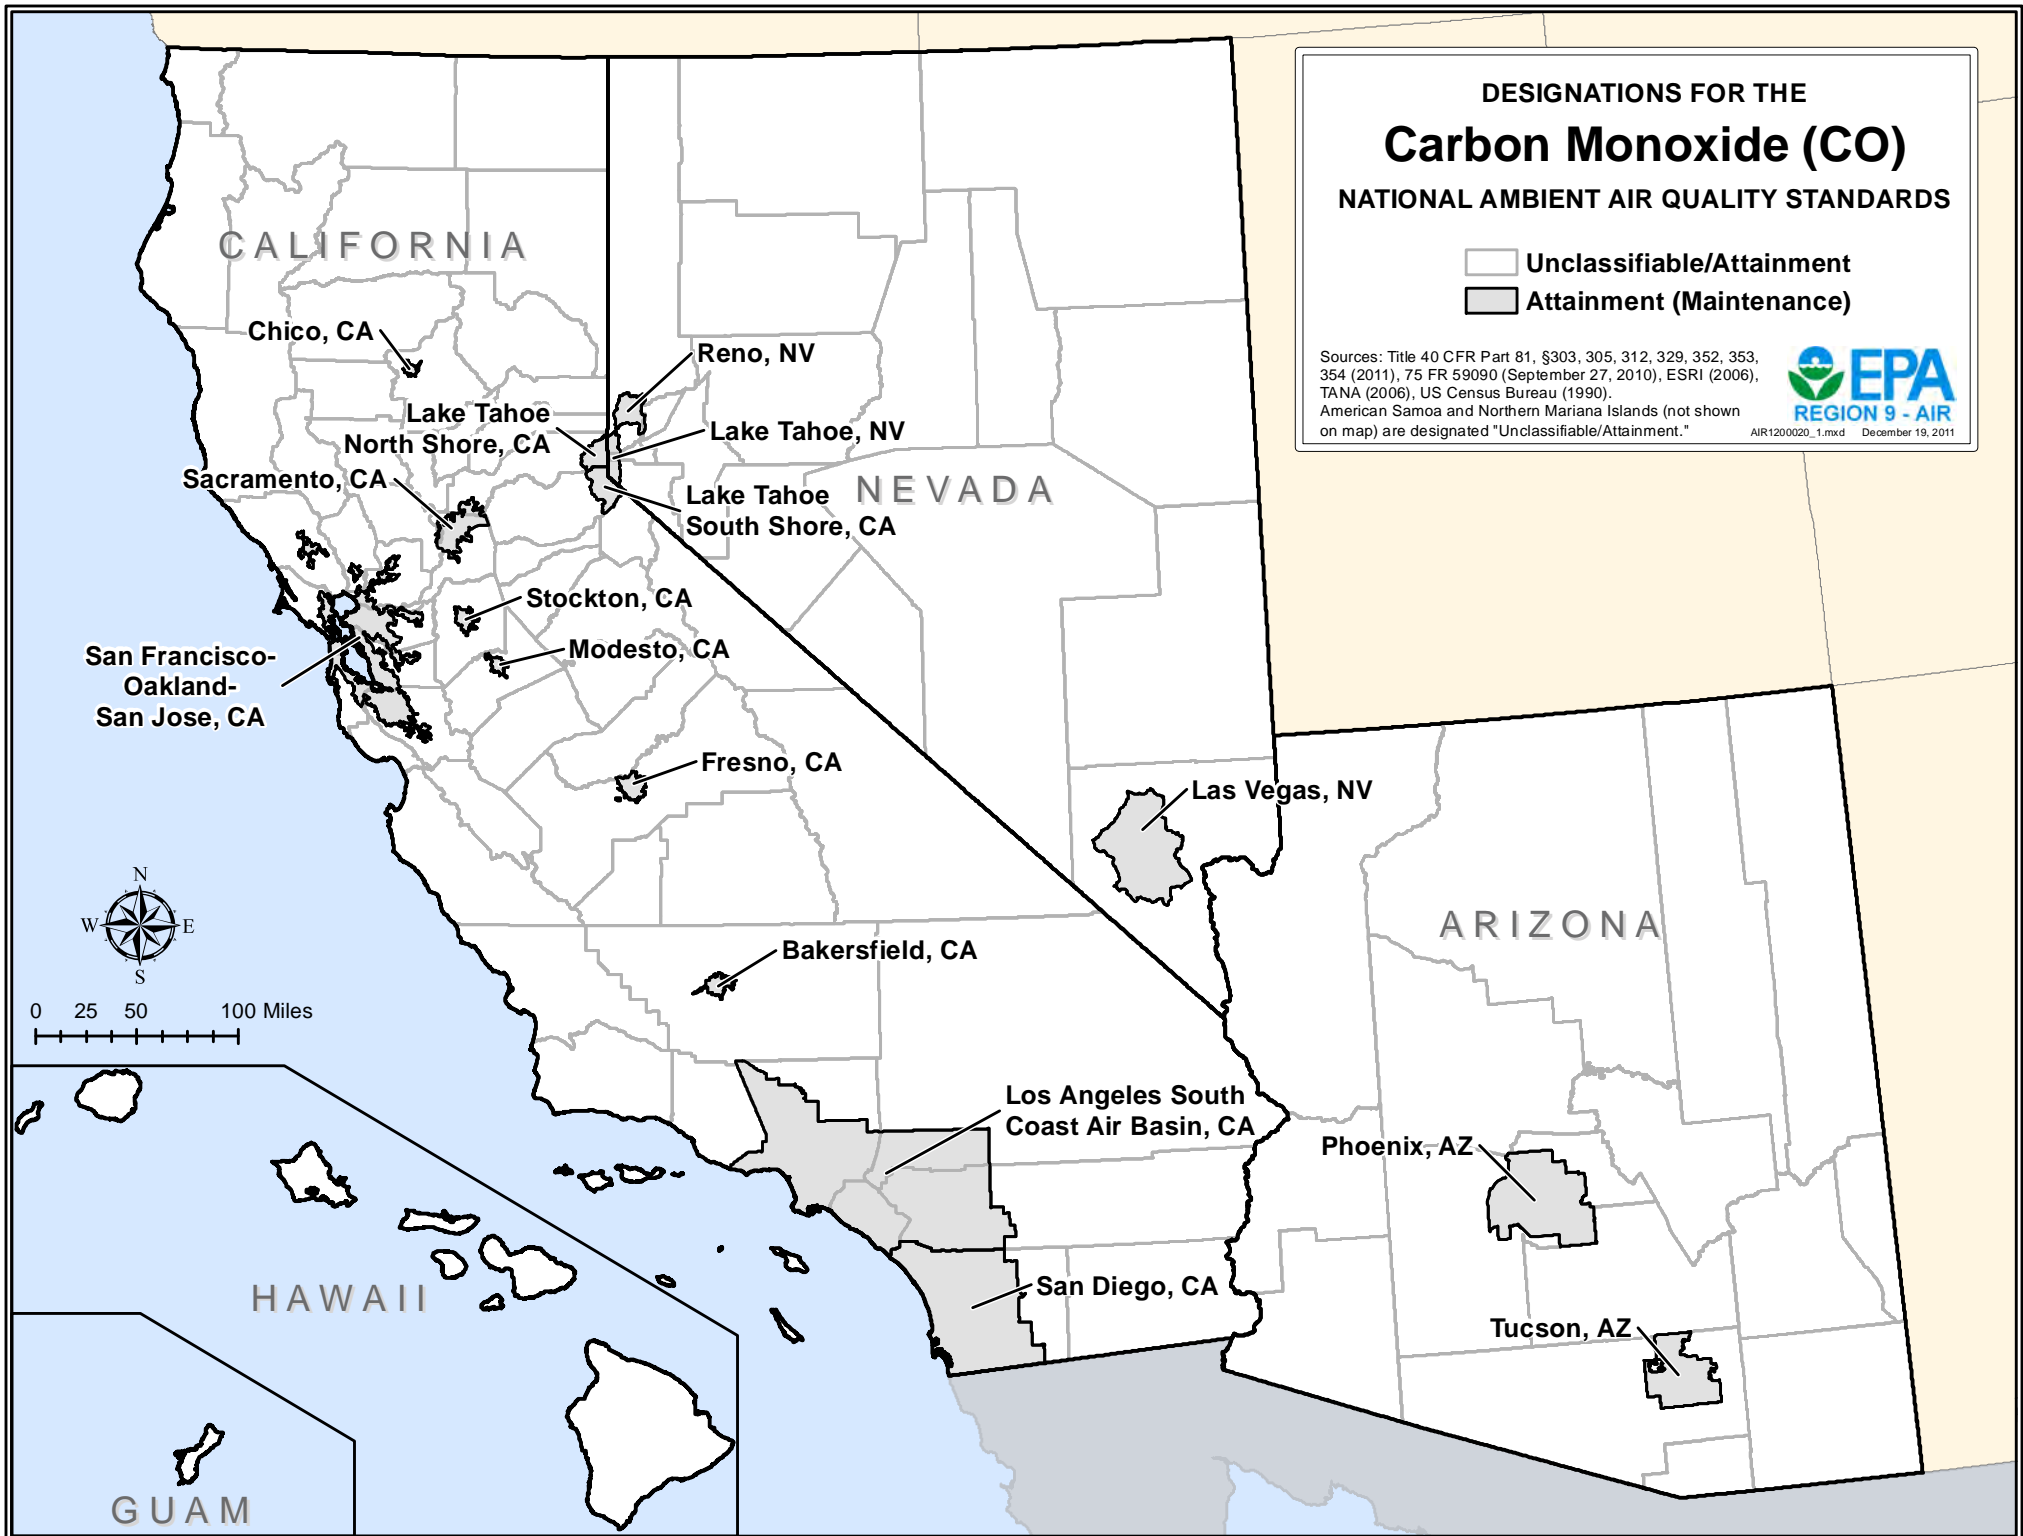 DESIGNATIONS FOR THE
Carbon Monoxide (CO)
NATIONAL AMBIENT AIR QUALITY STANDARDS
Unclassifiable/Attainment
Attainment (Maintenance)
Sources: Title 40 CFR Part 81, §303, 305, 312, 329, 352, 353,
354 (2011), 75 FR 59090 (September 27, 2010), ESRI (2006),
TANA (2006), US Census Bureau (1990).
American Samoa and Northern Mariana Islands (not shown
on map) are designated "Unclassifiable/Attainment."
EPA
REGION 9 - AIR
AIR1200020_1.mxd December 19, 2011
CALIFORNIA
Chico, CA
Reno, NV
Lake Tahoe
North Shore, CA
Lake Tahoe, NV
Sacramento, CA
Lake Tahoe
South Shore, CA
NEVADA
Stockton, CA
Modesto, CA
San Francisco-
Oakland-
San Jose, CA
Fresno, CA
Las Vegas, NV
ARIZONA
Bakersfield, CA
N
W E
S
0 25 50 100 Miles
Los Angeles South
Coast Air Basin, CA
Phoenix, AZ
San Diego, CA
Tucson, AZ
HAWAII
GUAM